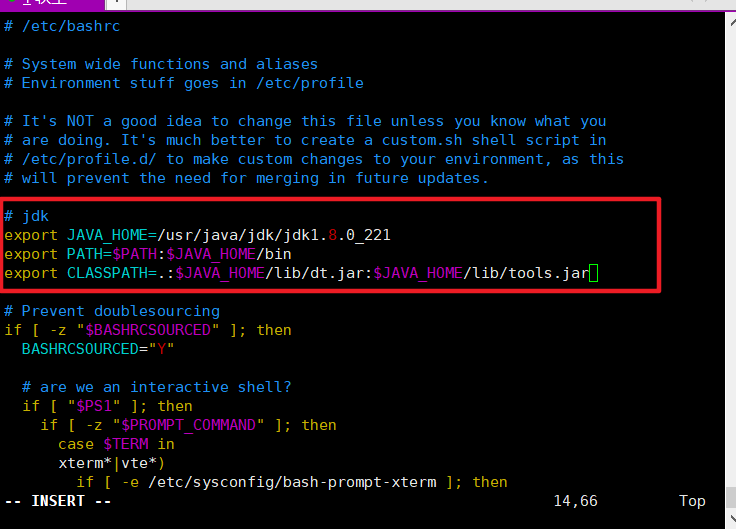 # /etc/bashrc
# System wide functions and aliases
# Environment stuff goes in /etc/profile
# It's NOT a good idea to change this file unless you know what you
# are doing. It's much better to create a custom.sh shell script in
# /etc/profile.d/ to make custom changes to your environment, as this
# will prevent the need for merging in future updates.
# jdk
export JAVA_HOME=/usr/java/jdk/jdk1.8.0_221
export PATH=$PATH:$JAVA_HOME/bin
export CLASSPATH=.:$JAVA_HOME/lib/dt.jar:$JAVA_HOME/lib/tools.jar
# Prevent doublesourcing
if [ -z "$BASHRCSOURCED" ]; then
  BASHRCSOURCED="Y"
  # are we an interactive shell?
  if [ "$PS1" ]; then
    if [ -z "$PROMPT_COMMAND" ]; then
      case $TERM in
      xterm*|vte*)
        if [ -e /etc/sysconfig/bash-prompt-xterm ]; then
-- INSERT -- 14,66 Top